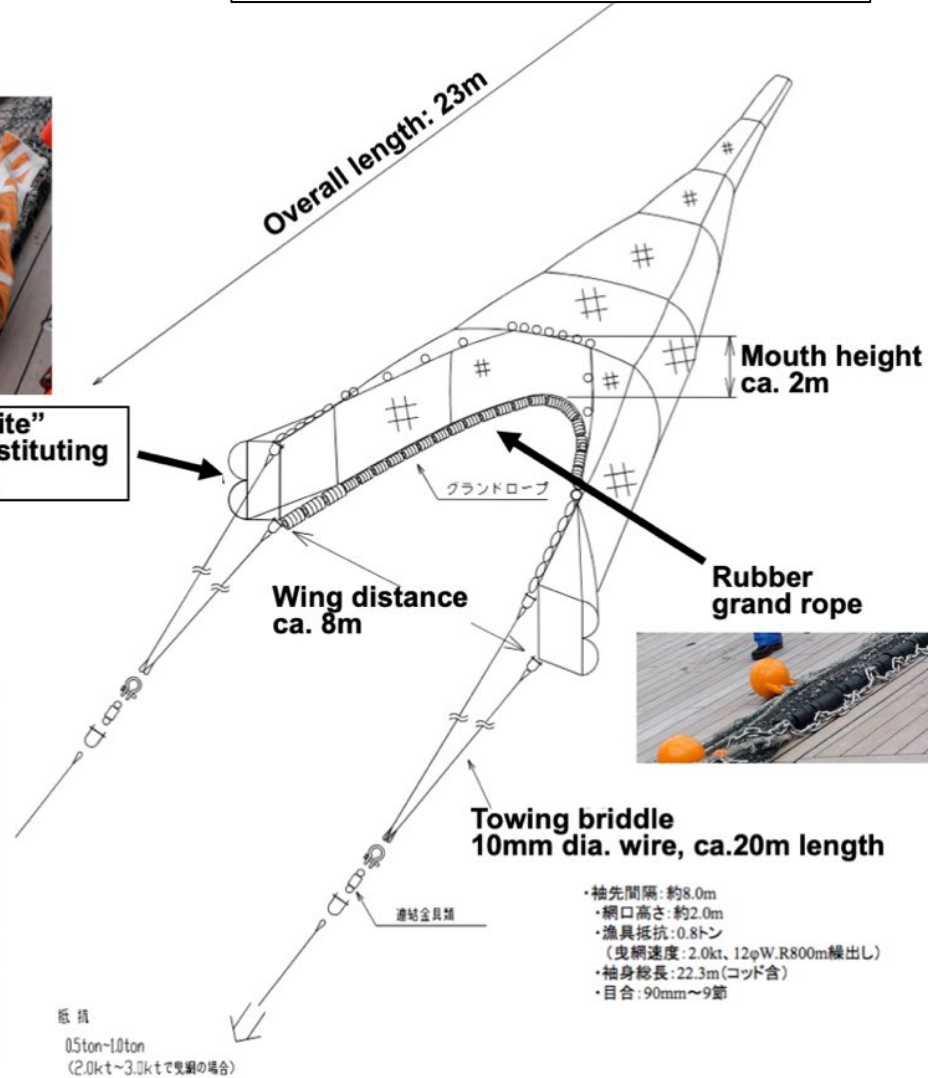 Overall length: 23m
Mouth height
ca. 2m
ite”
stituting
グランドロープ
Wing distance
ca. 8m
Rubber
grand rope
Towing briddle
10mm dia. wire, ca.20m length
連結金具類
・袖先間隔：約8.0m
・網口高さ：約2.0m
・漁具抵抗：0.8トン
（曳網速度：2.0kt、12φW.R800m繰出し）
・袖身総長：22.3m（コッド含）
・目合：90mm～9節
抵 抗
0.5ton~1.0ton
（2.0kt~3.0ktで曳網の場合）